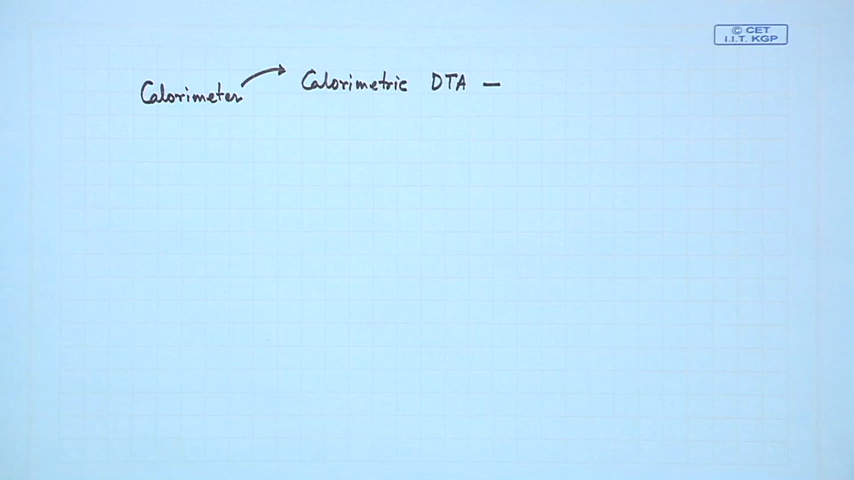 © CET
I.I.T. KGP
Calorimeter → Calorimetric DTA —